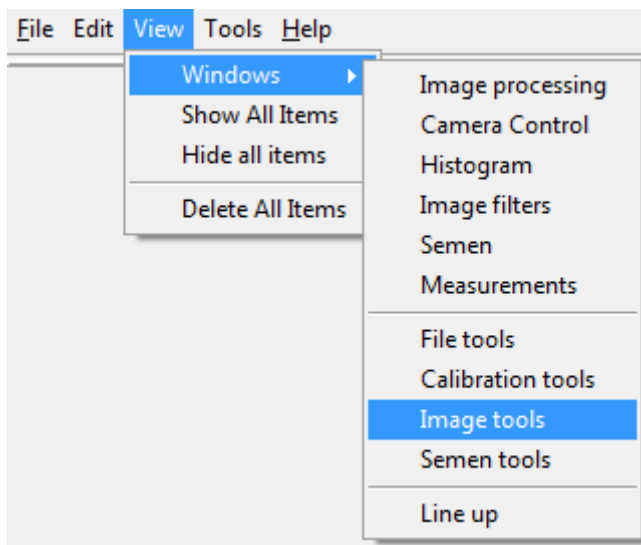 File Edit View Tools Help
Windows
Show All Items
Hide all items
Delete All Items
Image processing
Camera Control
Histogram
Image filters
Semen
Measurements
File tools
Calibration tools
Image tools
Semen tools
Line up